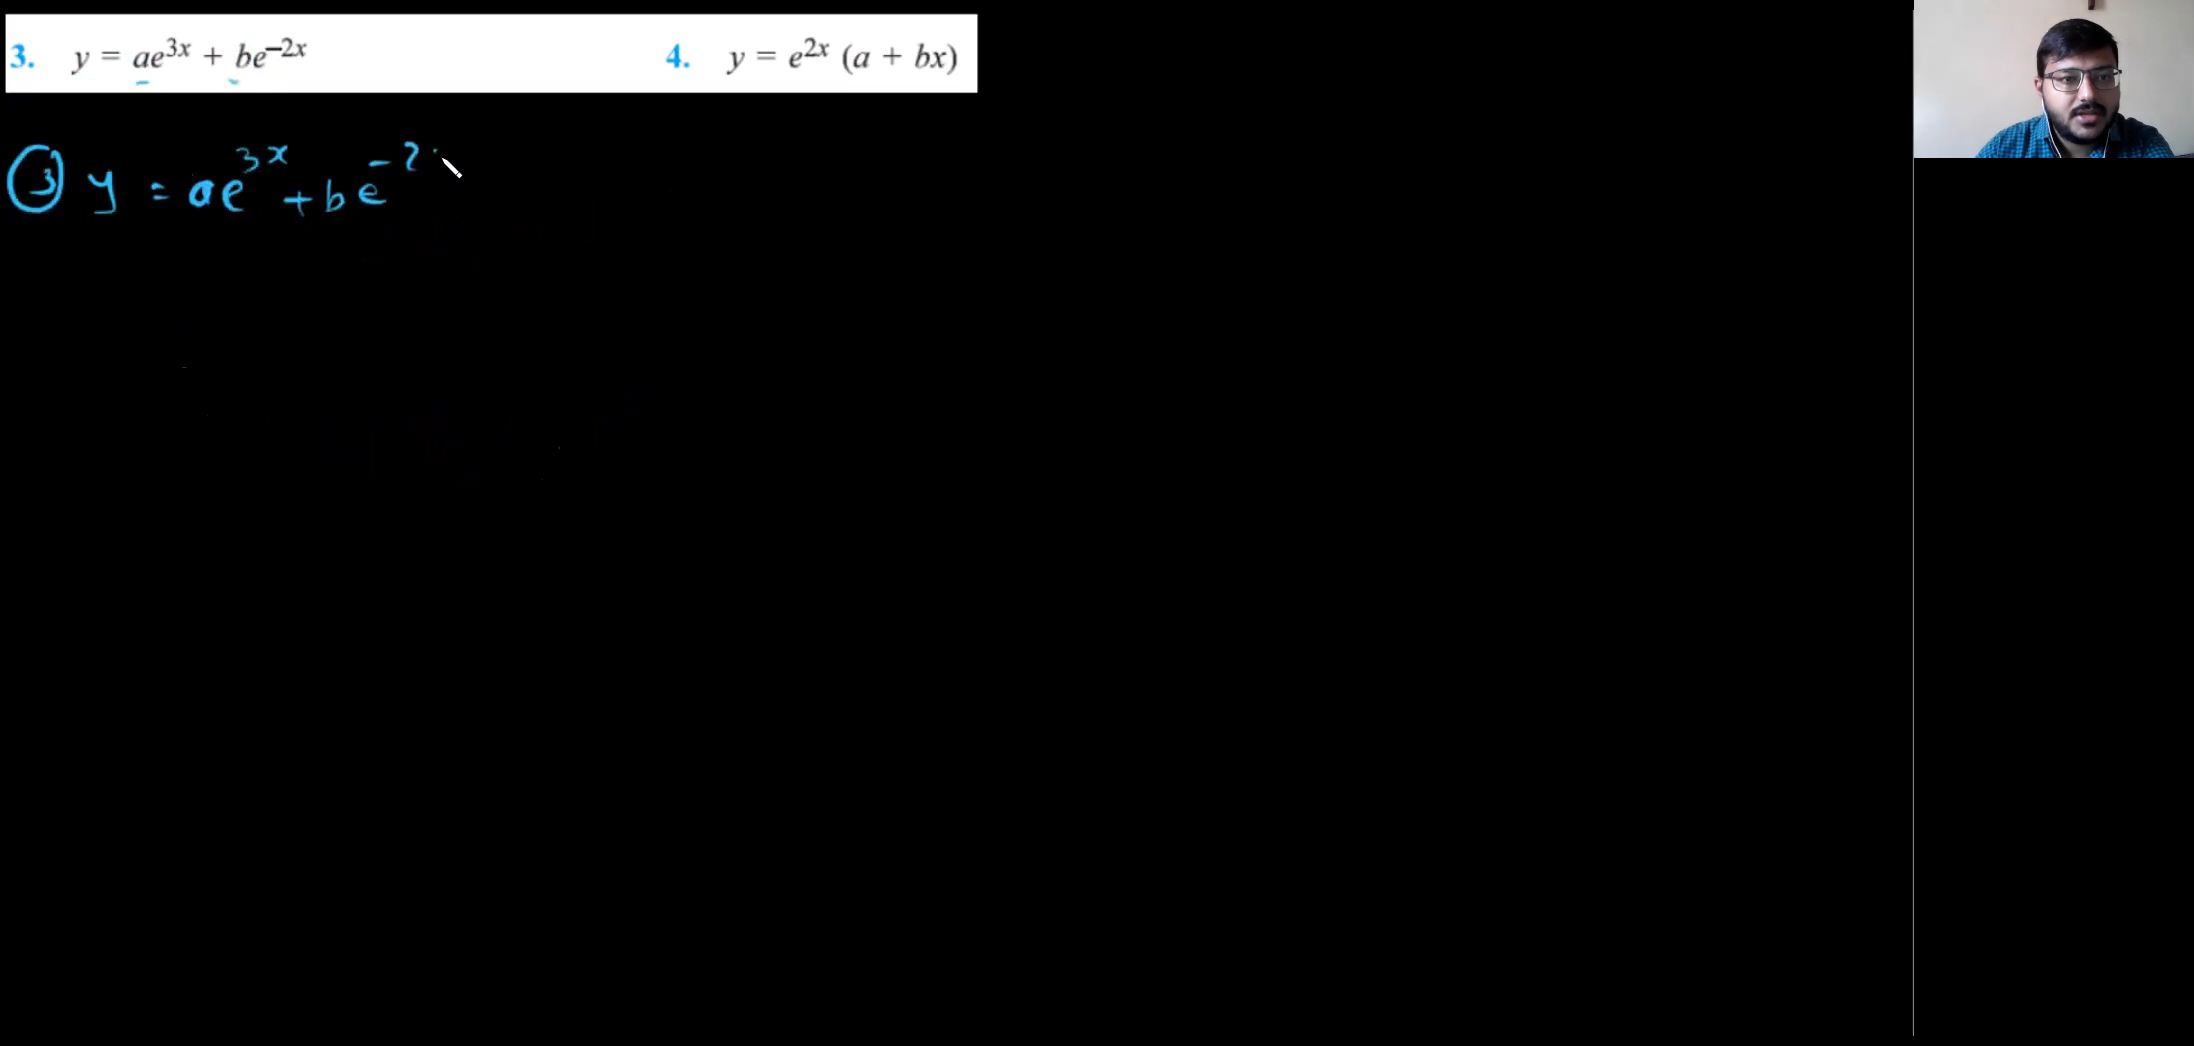 3. y = ae^{3x} + be^{-2x} 4. y = e^{2x} (a + bx)
③ y = ae^{3x} + be^{-2}